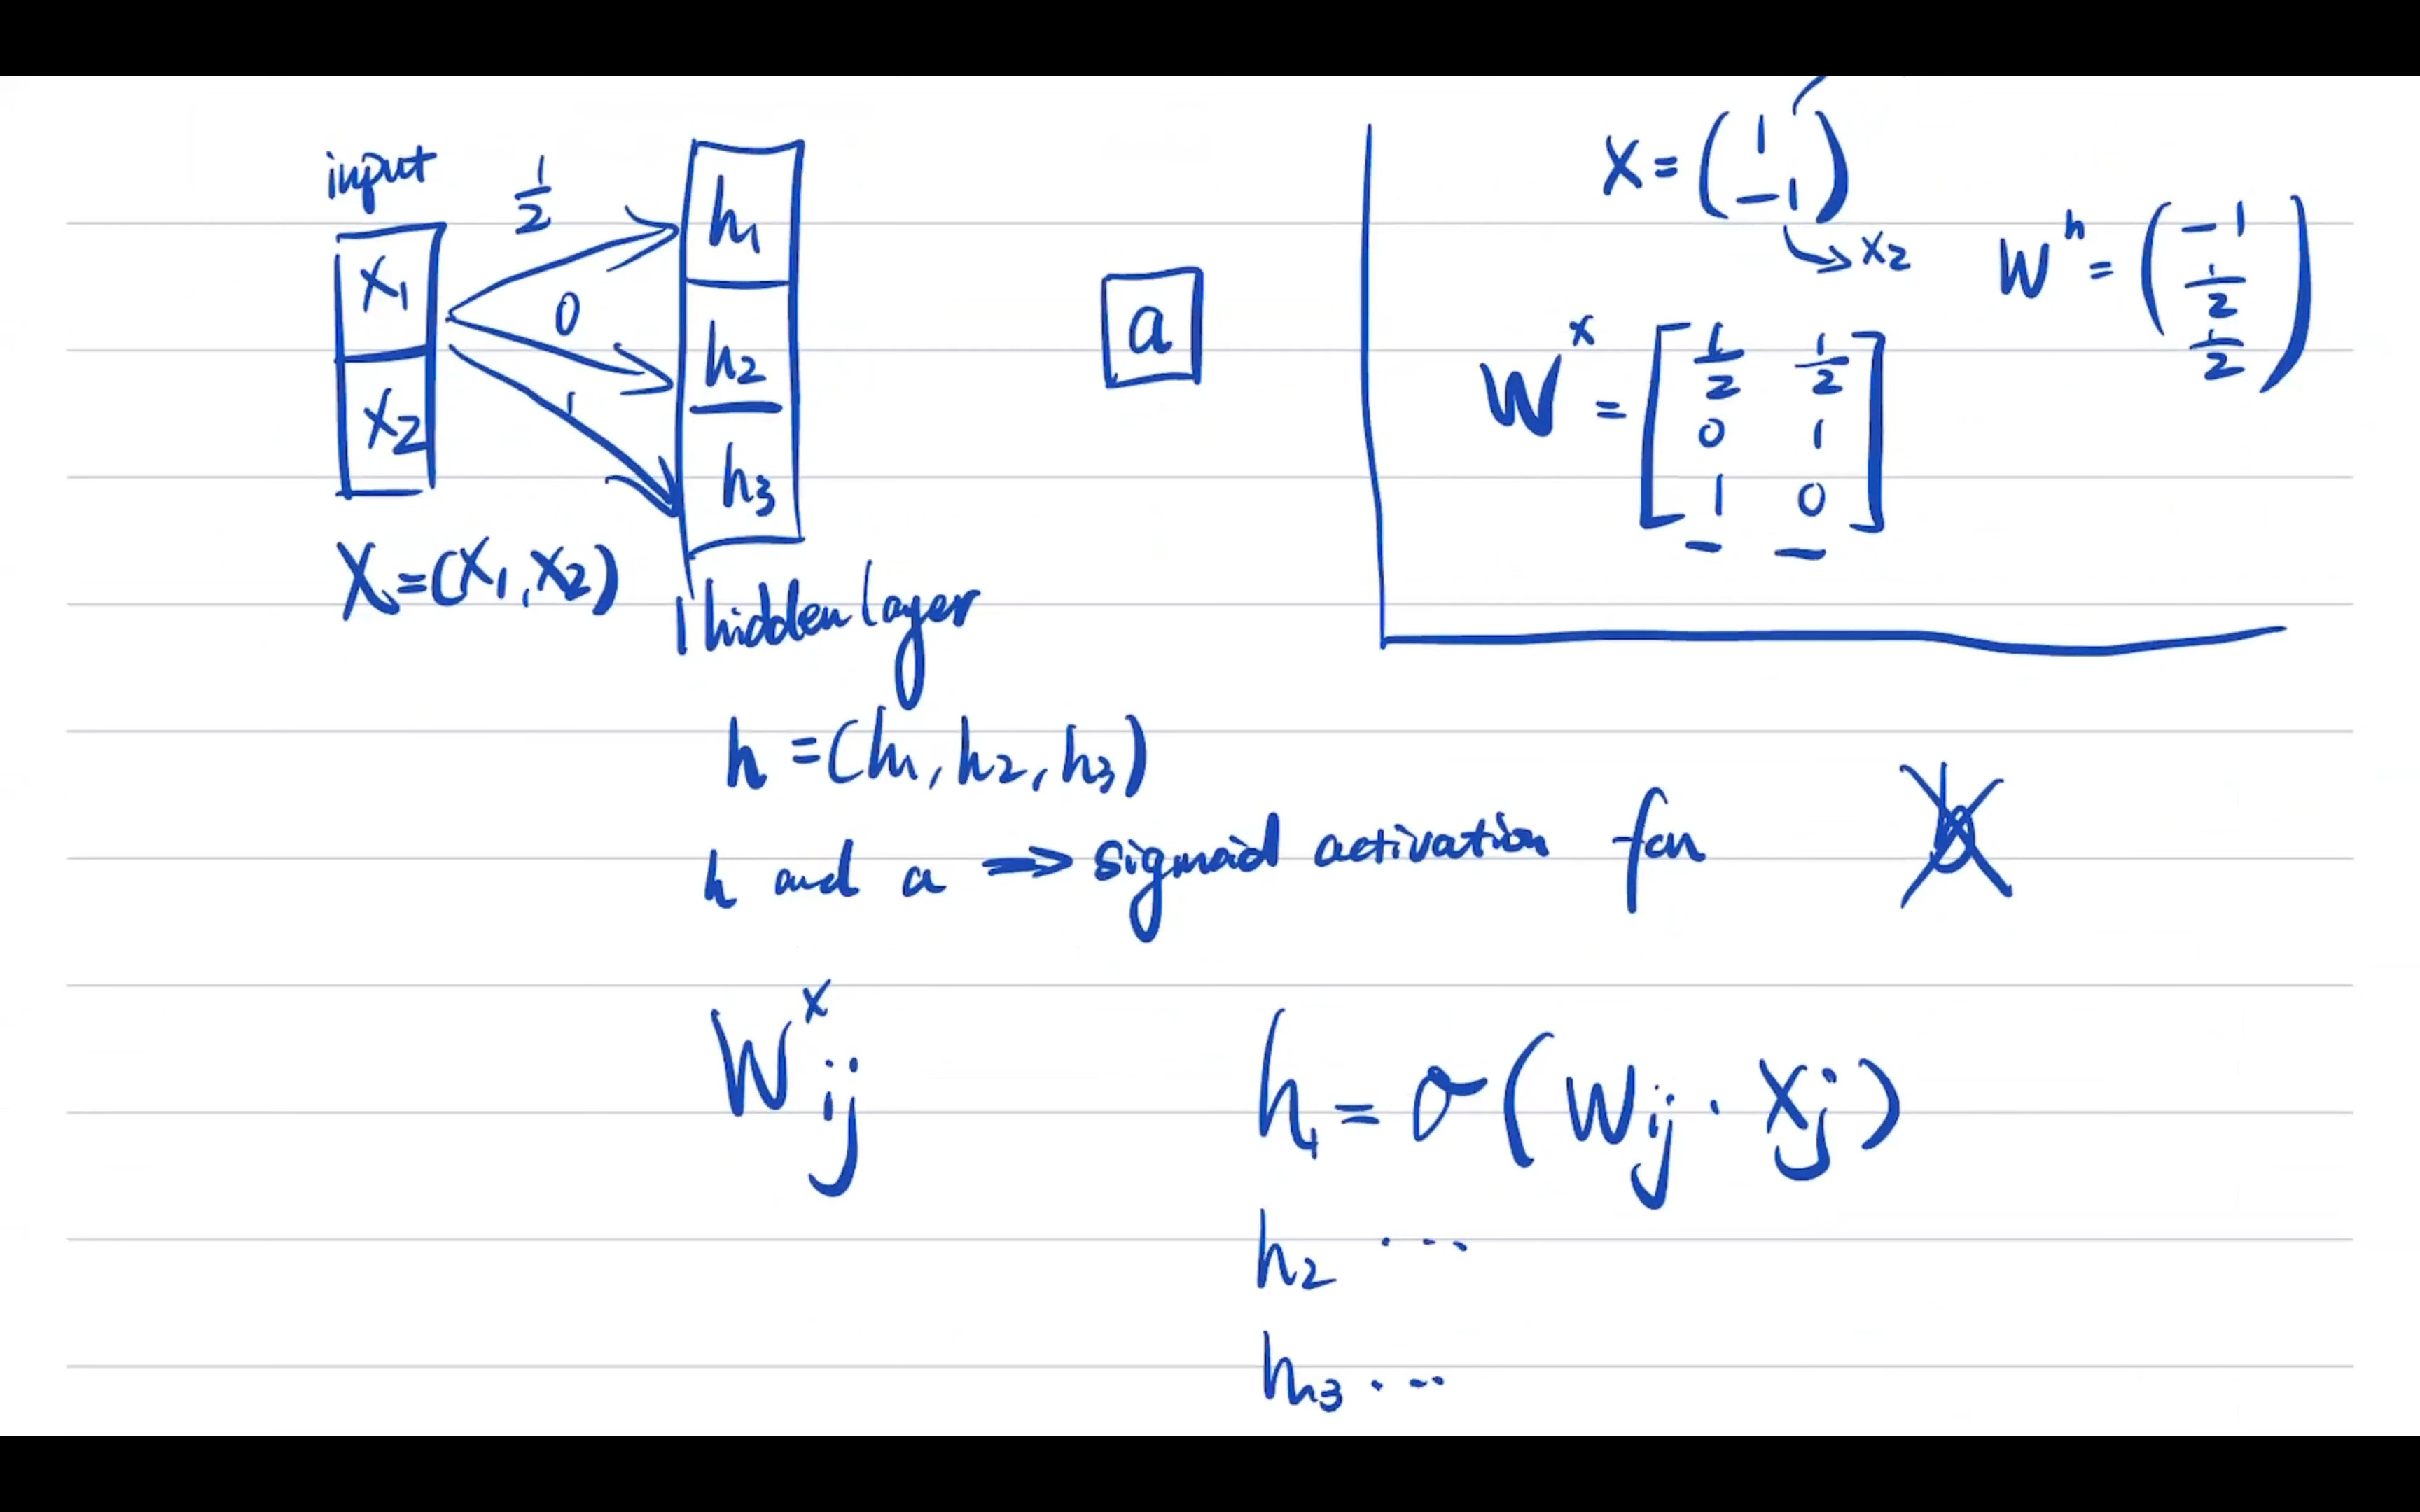 input
1/2
0
1
x1
x2
h1
h2
h3
a
X=(x1,x2)
hidden layer
X=(1 -1)
x2
W^h=(-1 1/2 1/2)
W^x=[1/2 1/2
0 1
1 0]
h=(h1,h2,h3)
h and a ⇒ sigmoid activation fcn
W^x ij
h1=σ(Wij·Xj)
h2 ...
h3 ...